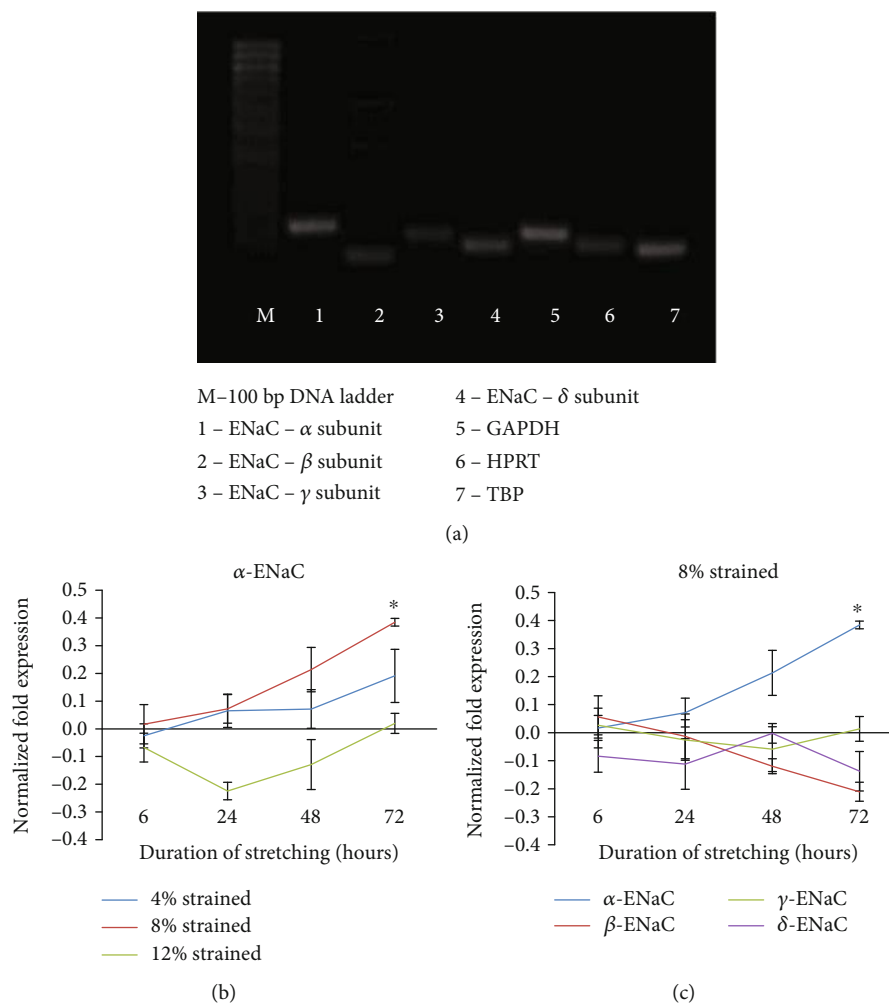 M 1 2 3 4 5 6 7
M–100 bp DNA ladder
1 – ENaC – α subunit
2 – ENaC – β subunit
3 – ENaC – γ subunit
4 – ENaC – δ subunit
5 – GAPDH
6 – HPRT
7 – TBP
(a)
α-ENaC
Normalized fold expression
0.5
0.4
0.3
0.2
0.1
0.0
−0.1
−0.2
−0.3
−0.4
*
6 24 48 72
Duration of stretching (hours)
4% strained
8% strained
12% strained
(b)
8% strained
Normalized fold expression
0.5
0.4
0.3
0.2
0.1
0.0
−0.1
−0.2
−0.3
−0.4
*
6 24 48 72
Duration of stretching (hours)
α-ENaC
β-ENaC
γ-ENaC
δ-ENaC
(c)